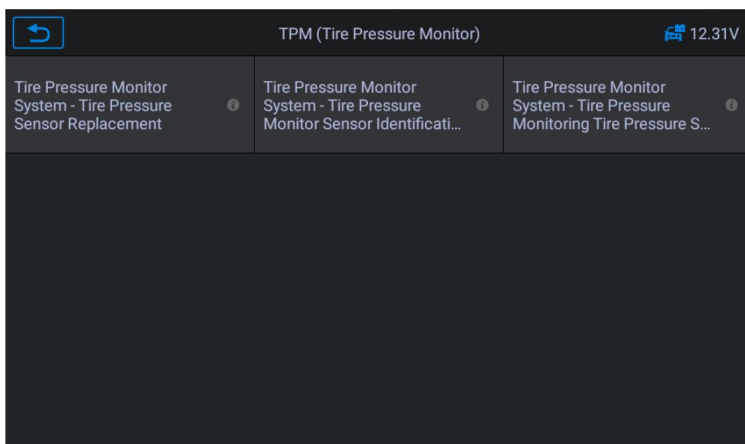 TPM (Tire Pressure Monitor)
12.31V
Tire Pressure Monitor
System - Tire Pressure
Sensor Replacement
Tire Pressure Monitor
System - Tire Pressure
Monitor Sensor Identificati...
Tire Pressure Monitor
System - Tire Pressure
Monitoring Tire Pressure S...